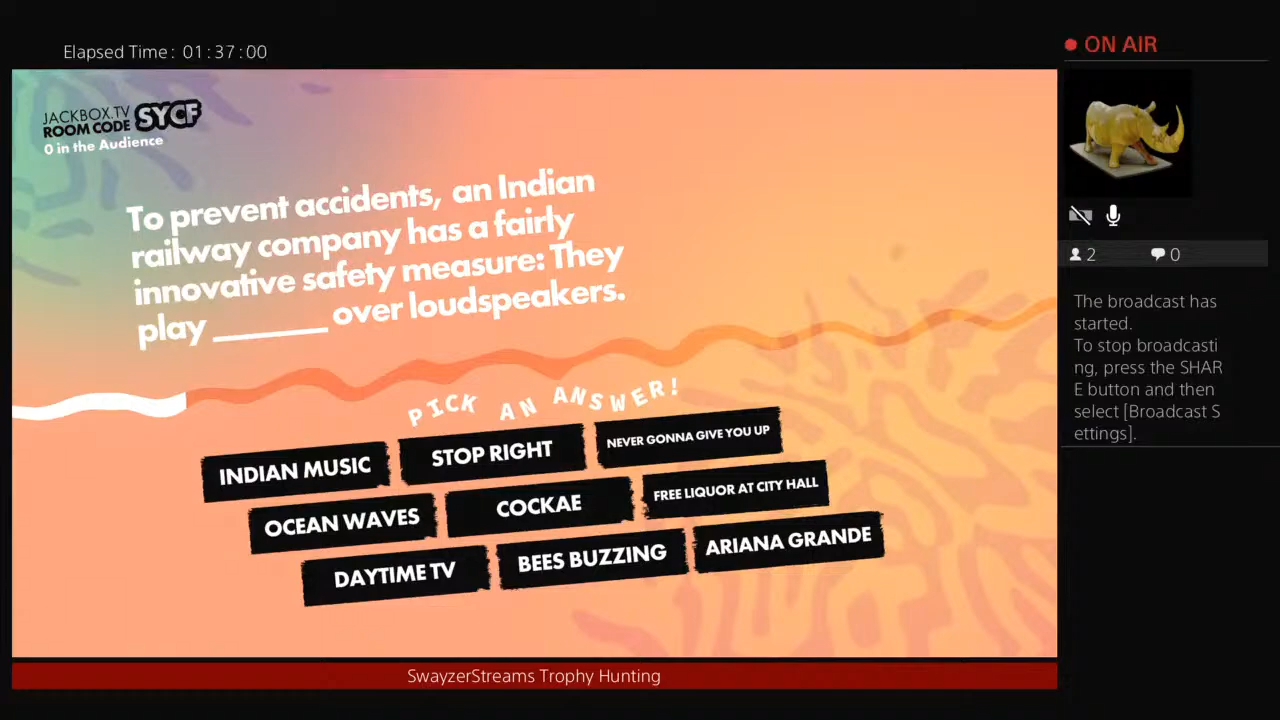 Elapsed Time: 01:37:00
ON AIR
JACKBOX.TV
ROOM CODE SYCF
0 in the Audience
To prevent accidents, an Indian
railway company has a fairly
innovative safety measure: They
play ______ over loudspeakers.
PICK AN ANSWER!
INDIAN MUSIC
STOP RIGHT
NEVER GONNA GIVE YOU UP
OCEAN WAVES
COCKAE
FREE LIQUOR AT CITY HALL
DAYTIME TV
BEES BUZZING
ARIANA GRANDE
2
0
The broadcast has
started.
To stop broadcasti
ng, press the SHAR
E button and then
select [Broadcast S
ettings].
SwayzerStreams Trophy Hunting